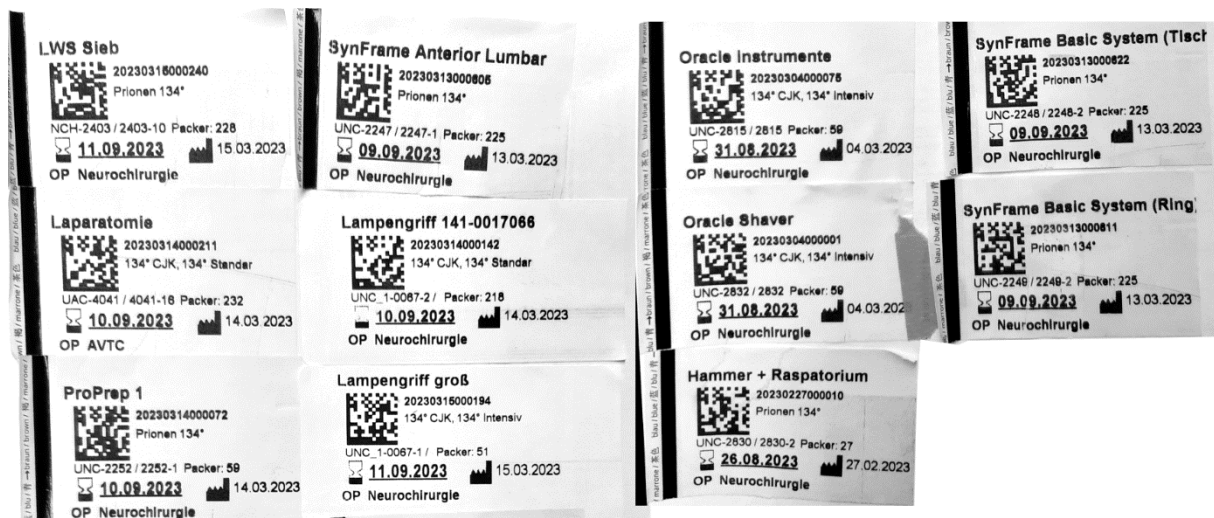 LWS Sieb
20230315000240
Prionen 134°
NCH-2403 / 2403-10 Packer: 228
11.09.2023 15.03.2023
OP Neurochirurgie
Laparatomie
20230314000211
134° CJK, 134° Standar
UAC-4041 / 4041-16 Packer: 232
10.09.2023 14.03.2023
OP AVTC
ProPrep 1
20230314000072
Prionen 134°
UNC-2252 / 2252-1 Packer: 59
10.09.2023 14.03.2023
OP Neurochirurgie
SynFrame Anterior Lumbar
20230313000605
Prionen 134°
UNC-2247 / 2247-1 Packer: 225
09.09.2023 13.03.2023
OP Neurochirurgie
Lampengriff 141-0017066
20230314000142
134° CJK, 134° Standar
UNC_1-0067-2 / Packer: 218
10.09.2023 14.03.2023
OP Neurochirurgie
Lampengriff groß
20230315000194
134° CJK, 134° Intensiv
UNC_1-0067-1 / Packer: 51
11.09.2023 15.03.2023
OP Neurochirurgie
Oracle Instrumente
20230304000075
134° CJK, 134° Intensiv
UNC-2815 / 2815 Packer: 59
31.08.2023 04.03.2023
OP Neurochirurgie
Oracle Shaver
20230304000001
134° CJK, 134° Intensiv
UNC-2832 / 2832 Packer: 59
31.08.2023 04.03.2023
OP Neurochirurgie
Hammer + Raspatorium
20230227000010
Prionen 134°
UNC-2830 / 2830-2 Packer: 27
26.08.2023 27.02.2023
OP Neurochirurgie
SynFrame Basic System (Tisch
20230313000622
Prionen 134°
UNC-2248 / 2248-2 Packer: 225
09.09.2023 13.03.2023
OP Neurochirurgie
SynFrame Basic System (Ring
20230313000611
Prionen 134°
UNC-2249 / 2249-2 Packer: 225
09.09.2023 13.03.2023
OP Neurochirurgie